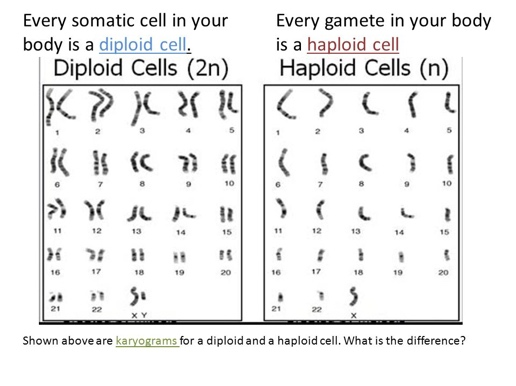 Every somatic cell in your
body is a diploid cell.
Every gamete in your body
is a haploid cell
Diploid Cells (2n)
1 2 3 4 5
6 7 8 9 10
11 12 13 14 15
16 17 18 19 20
21 22 X Y
Haploid Cells (n)
1 2 3 4 5
6 7 8 9 10
11 12 13 14 15
16 17 18 19 20
21 22 X
Shown above are karyograms for a diploid and a haploid cell. What is the difference?